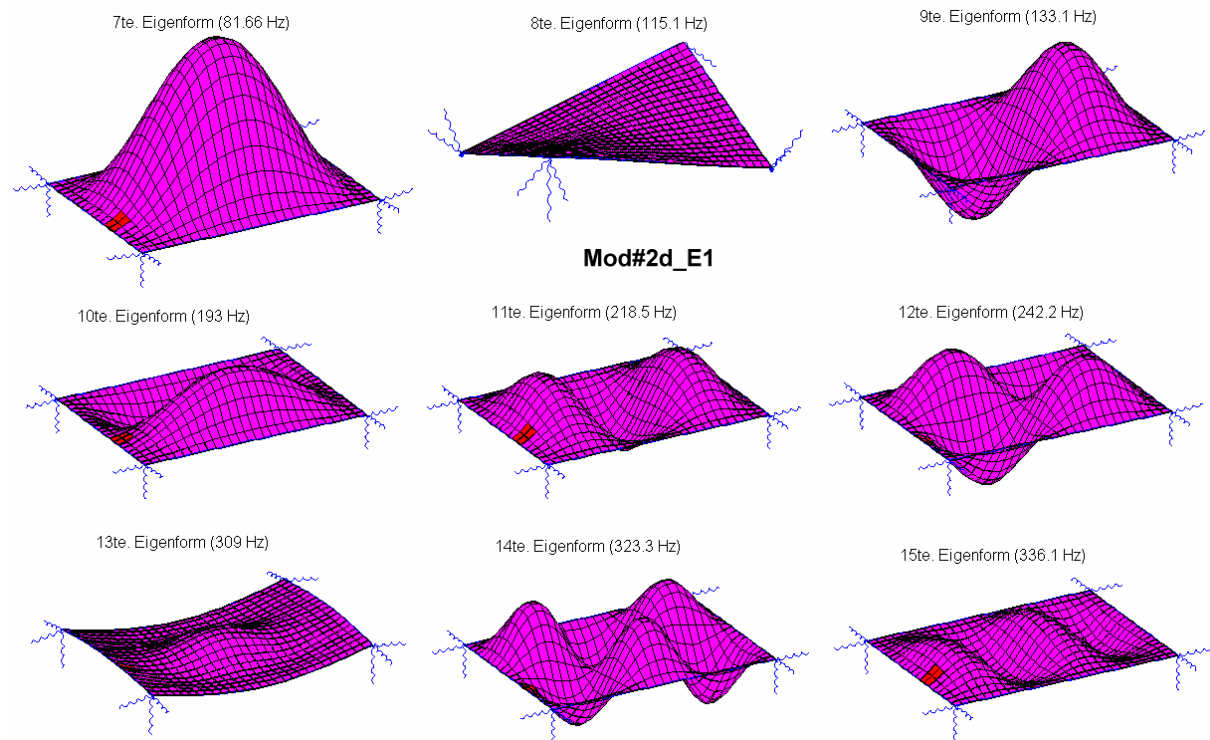 7te. Eigenform (81.66 Hz)
8te. Eigenform (115.1 Hz)
9te. Eigenform (133.1 Hz)
Mod#2d_E1
10te. Eigenform (193 Hz)
11te. Eigenform (218.5 Hz)
12te. Eigenform (242.2 Hz)
13te. Eigenform (309 Hz)
14te. Eigenform (323.3 Hz)
15te. Eigenform (336.1 Hz)